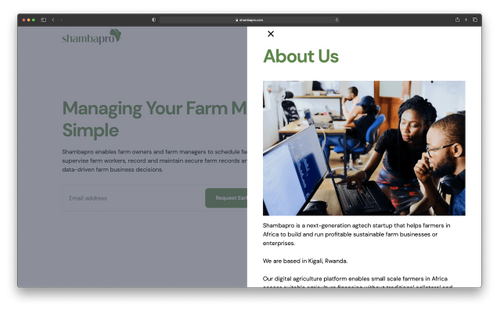 shambapro.com
shambapro
Managing Your Farm M
Simple
Shambapro enables farm owners and farm managers to schedule
supervise farm workers, record and maintain secure farm records
data-driven farm business decisions.
Email address
Request
About Us
Shambapro is a next-generation agtech startup that helps farmers in
Africa to build and run profitable sustainable farm businesses or
enterprises.
We are based in Kigali, Rwanda.
Our digital agriculture platform enables small scale farmers in Africa